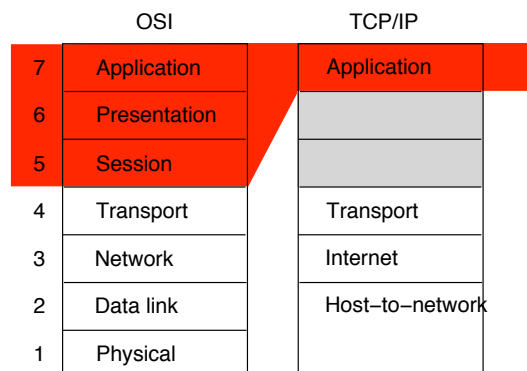 OSI TCP/IP
7 Application Application
6 Presentation
5 Session
4 Transport Transport
3 Network Internet
2 Data link Host−to−network
1 Physical